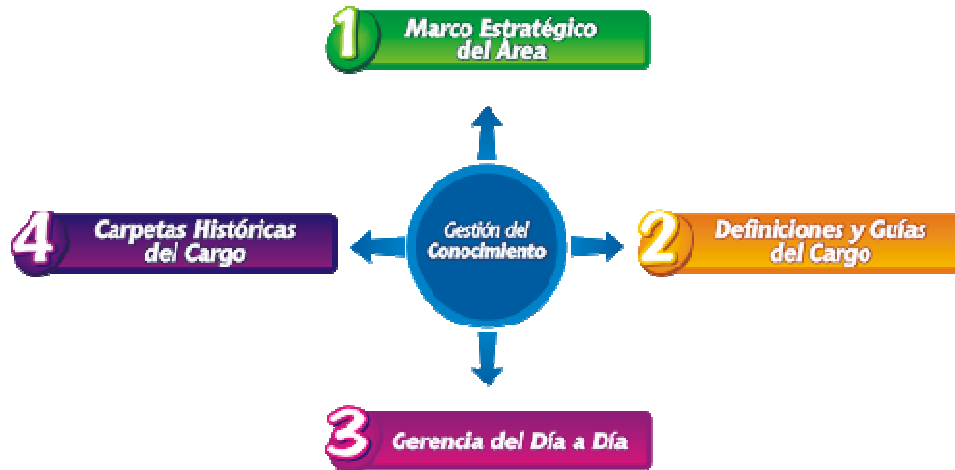 1
Marco Estratégico
del Área
4
Carpetas Históricas
del Cargo
Gestión del
Conocimiento
2
Definiciones y Guías
del Cargo
3
Gerencia del Día a Día